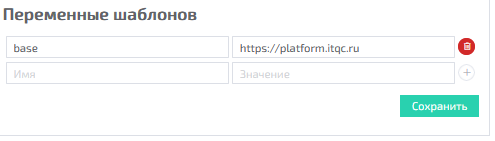 Переменные шаблонов
base https://platform.itqc.ru
Имя Значение
Сохранить